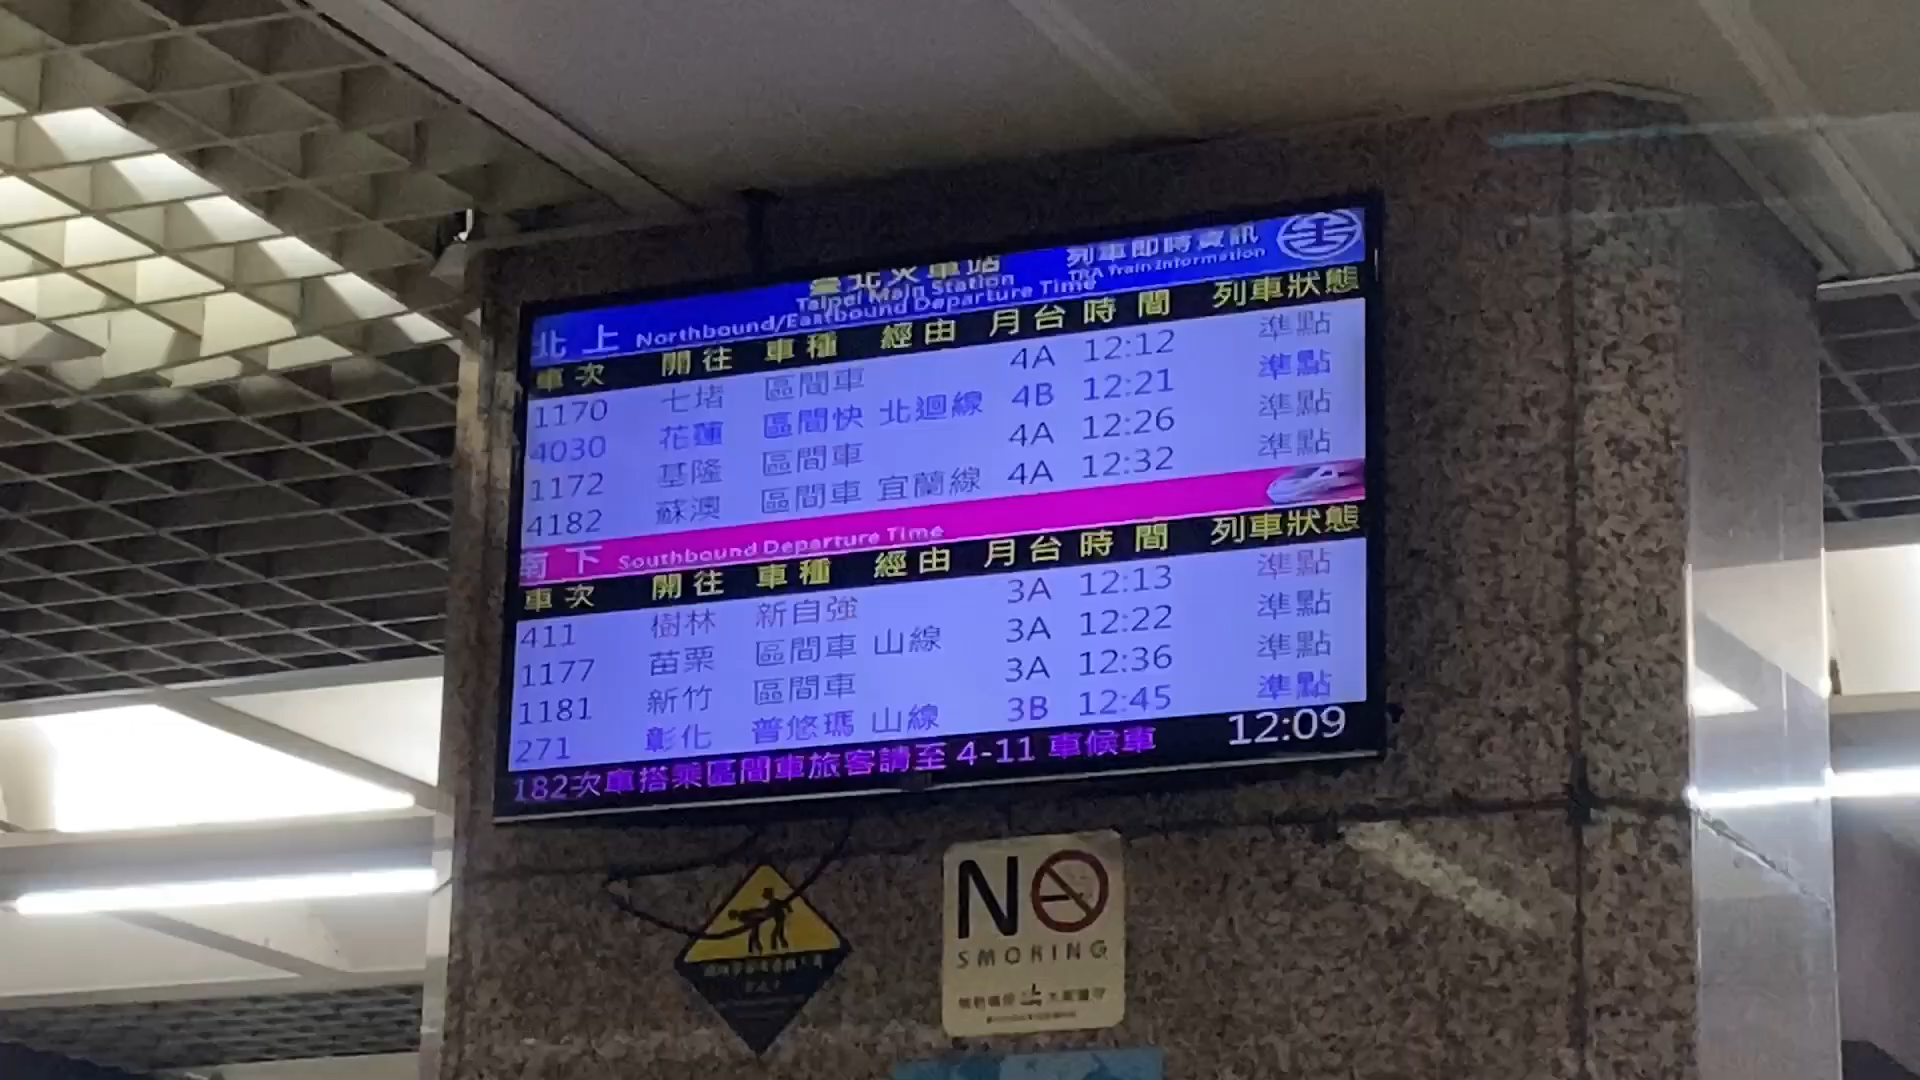 臺北火車站 列車即時資訊
Taipei Main Station TRA Train Information
北上 Northbound/Eastbound Departure Time
車次 開往 車種 經由 月台 時間 列車狀態
1170 七堵 區間車 4A 12:12 準點
4030 花蓮 區間快 北迴線 4B 12:21 準點
1172 基隆 區間車 4A 12:26 準點
4182 蘇澳 區間車 宜蘭線 4A 12:32 準點
南下 Southbound Departure Time
車次 開往 車種 經由 月台 時間 列車狀態
411 樹林 新自強 3A 12:13 準點
1177 苗栗 區間車 山線 3A 12:22 準點
1181 新竹 區間車 3A 12:36 準點
271 彰化 普悠瑪 山線 3B 12:45 準點
182次車搭乘區間車旅客請至 4-11 車候車 12:09
NO
SMOKING